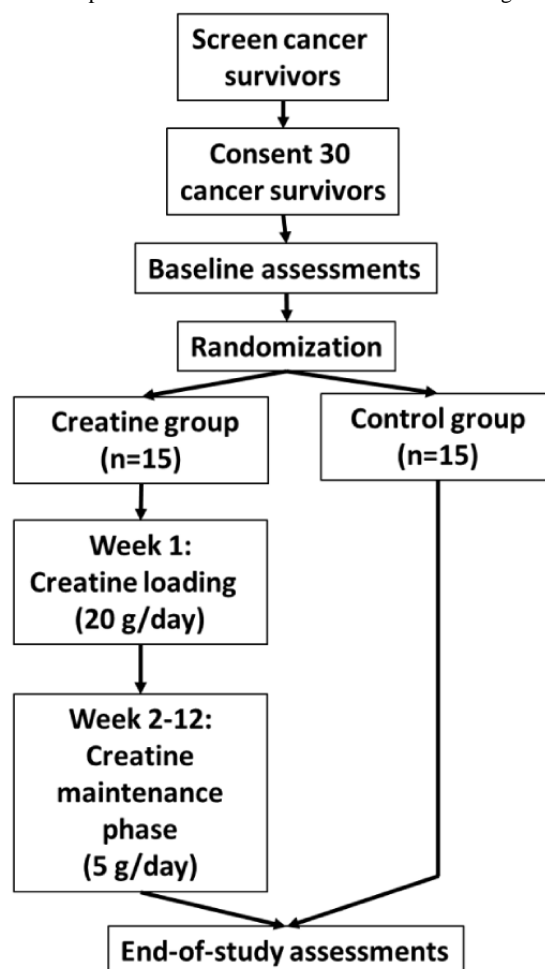 Screen cancer
survivors
Consent 30
cancer survivors
Baseline assessments
Randomization
Creatine group
(n=15)
Control group
(n=15)
Week 1:
Creatine loading
(20 g/day)
Week 2-12:
Creatine
maintenance
phase
(5 g/day)
End-of-study assessments